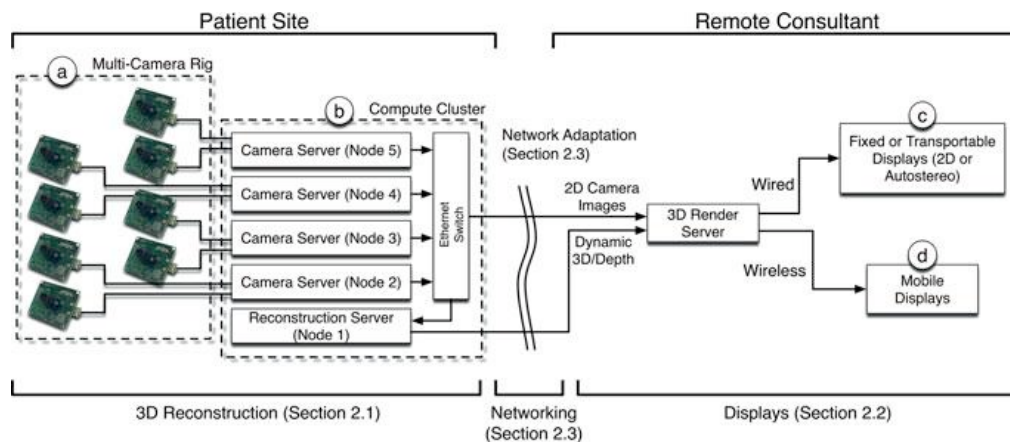 Patient Site
Remote Consultant
a
Multi-Camera Rig
b
Compute Cluster
Camera Server (Node 5)
Camera Server (Node 4)
Camera Server (Node 3)
Camera Server (Node 2)
Reconstruction Server
(Node 1)
Ethernet
Switch
Network Adaptation
(Section 2.3)
2D Camera
Images
Dynamic
3D/Depth
3D Render
Server
Wired
Wireless
c
Fixed or Transportable
Displays (2D or
Autostereo)
d
Mobile
Displays
3D Reconstruction (Section 2.1)
Networking
(Section 2.3)
Displays (Section 2.2)